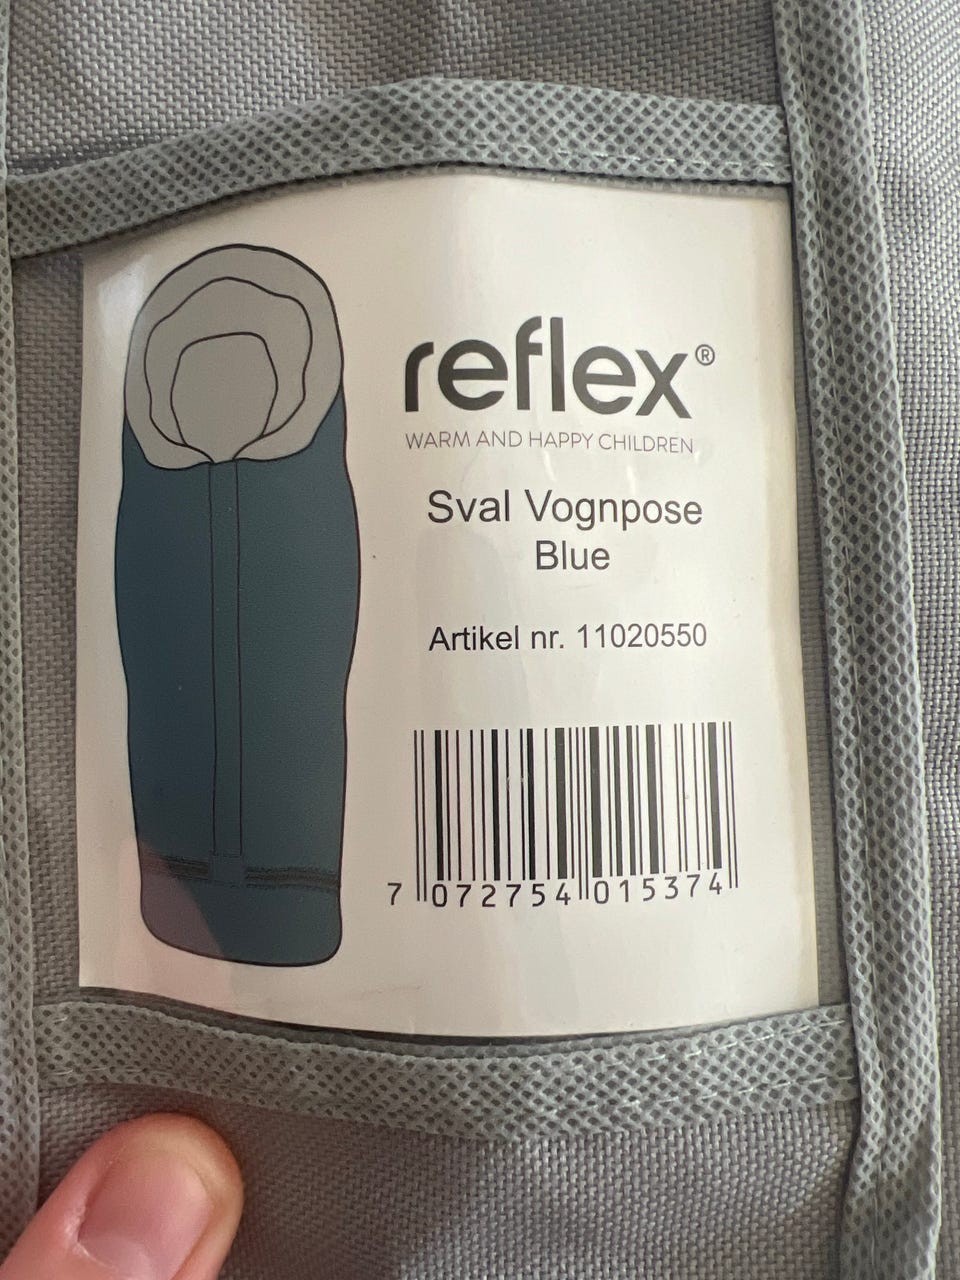 reflex®
WARM AND HAPPY CHILDREN
Sval Vognpose
Blue
Artikel nr. 11020550
7 072754 015374